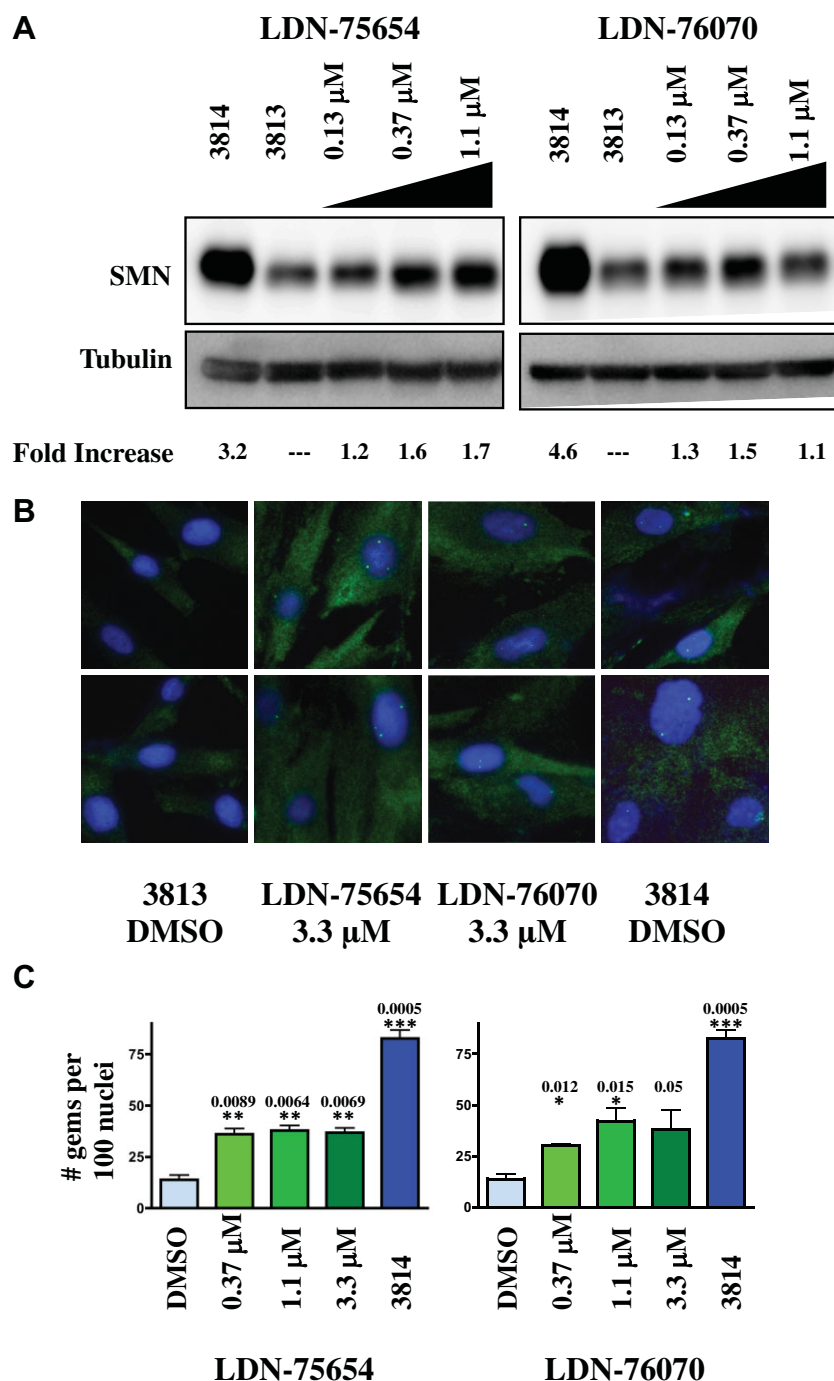 A
LDN-75654 LDN-76070
3814 3813 0.13 µM 0.37 µM 1.1 µM 3814 3813 0.13 µM 0.37 µM 1.1 µM
SMN
Tubulin
Fold Increase 3.2 --- 1.2 1.6 1.7 4.6 --- 1.3 1.5 1.1
B
3813 LDN-75654 LDN-76070 3814
DMSO 3.3 µM 3.3 µM DMSO
C
# gems per
100 nuclei
75
50
25
0
0.0089
**
0.0064
**
0.0069
**
0.0005
***
DMSO 0.37 µM 1.1 µM 3.3 µM 3814
LDN-75654
75
50
25
0
0.012
*
0.015
*
0.05
0.0005
***
DMSO 0.37 µM 1.1 µM 3.3 µM 3814
LDN-76070